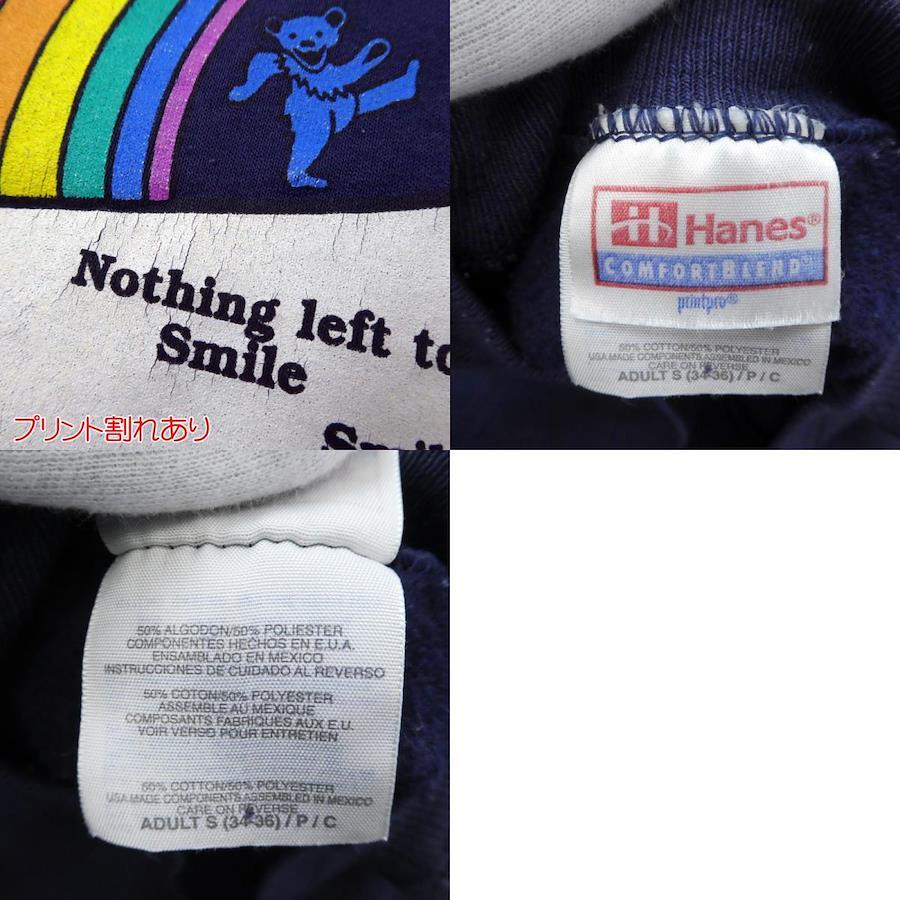 Nothing left to
Smile
プリント割れあり
Hanes®
COMFORTBLEND
printpro®
50% COTTON/50% POLYESTER
USA MADE COMPONENTS ASSEMBLED IN MEXICO
CARE ON REVERSE
ADULT S (34-36) / P / C
50% ALGODON/50% POLIESTER
COMPONENTES HECHOS EN E.U.A.
ENSAMBLADO EN MEXICO
INSTRUCCIONES DE CUIDADO AL REVERSO
50% COTON/50% POLYESTER
ASSEMBLE AU MEXIQUE
COMPOSANTS FABRIQUES AUX E.U.
VOIR VERSO POUR ENTRETIEN
50% COTTON/50% POLYESTER
USA MADE COMPONENTS ASSEMBLED IN MEXICO
CARE ON REVERSE
ADULT S (34-36) / P / C